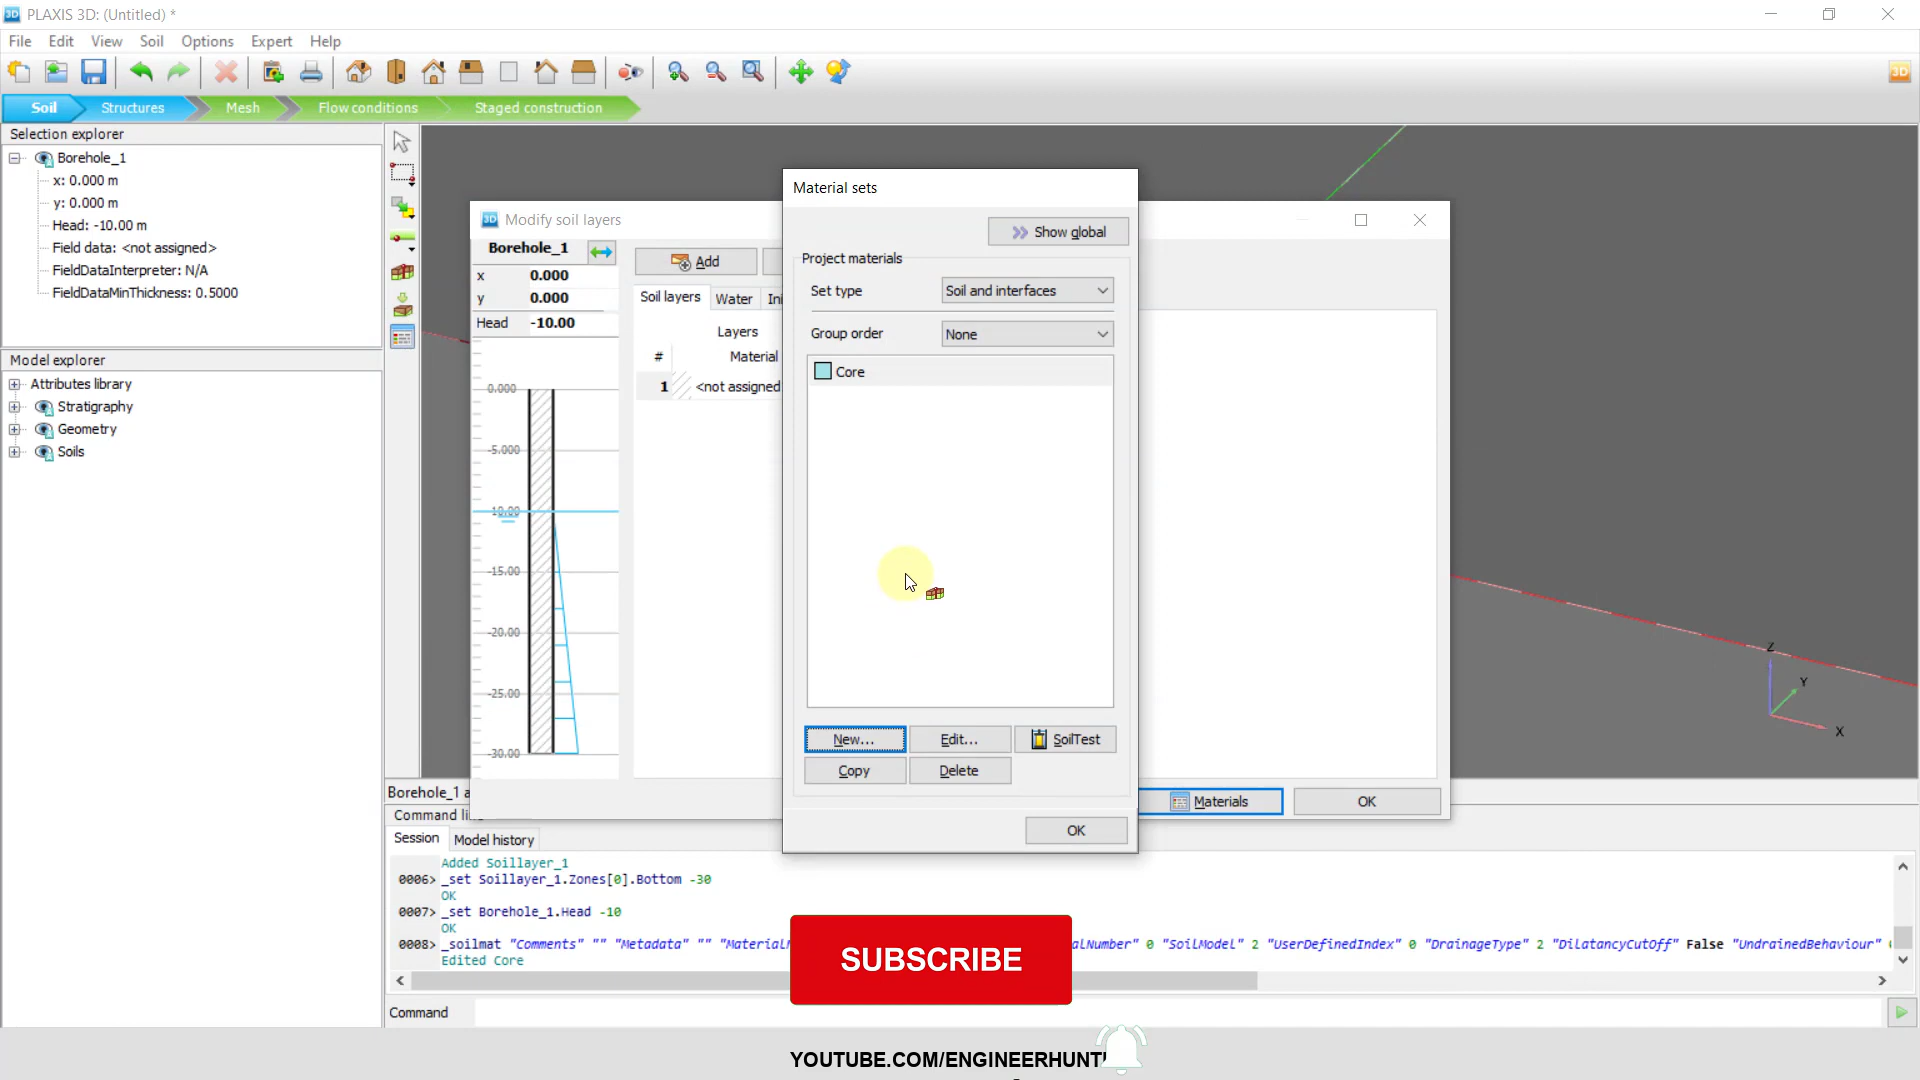 PLAXIS 3D: (Untitled) *
File Edit View Soil Options Expert Help
Soil Structures Mesh Flow conditions Staged construction
Selection explorer
Borehole_1
x: 0.000 m
y: 0.000 m
Head: -10.00 m
Field data: <not assigned>
FieldDataInterpreter: N/A
FieldDataMinThickness: 0.5000
Model explorer
Attributes library
Stratigraphy
Geometry
Soils
Modify soil layers
Borehole_1
x 0.000
y 0.000
Head -10.00
0.000
-5.000
-10.00
-15.00
-20.00
-25.00
-30.00
Add
Soil layers Water Ini
Layers
# Material
1 <not assigned
Material sets
Show global
Project materials
Set type Soil and interfaces
Group order None
Core
New... Edit... SoilTest
Copy Delete
OK
Materials OK
X
Y
Z
Borehole_1 a
Command li
Session Model history
Added Soillayer_1
0006> _set Soillayer_1.Zones[0].Bottom -30
OK
0007> _set Borehole_1.Head -10
OK
0008> _soilmat "Comments" "" "Metadata" "" "Material alNumber" 0 "SoilModel" 2 "UserDefinedIndex" 0 "DrainageType" 2 "DilatancyCutOff" False "UndrainedBehaviour"
Edited Core
Command
SUBSCRIBE
YOUTUBE.COM/ENGINEERHUNT